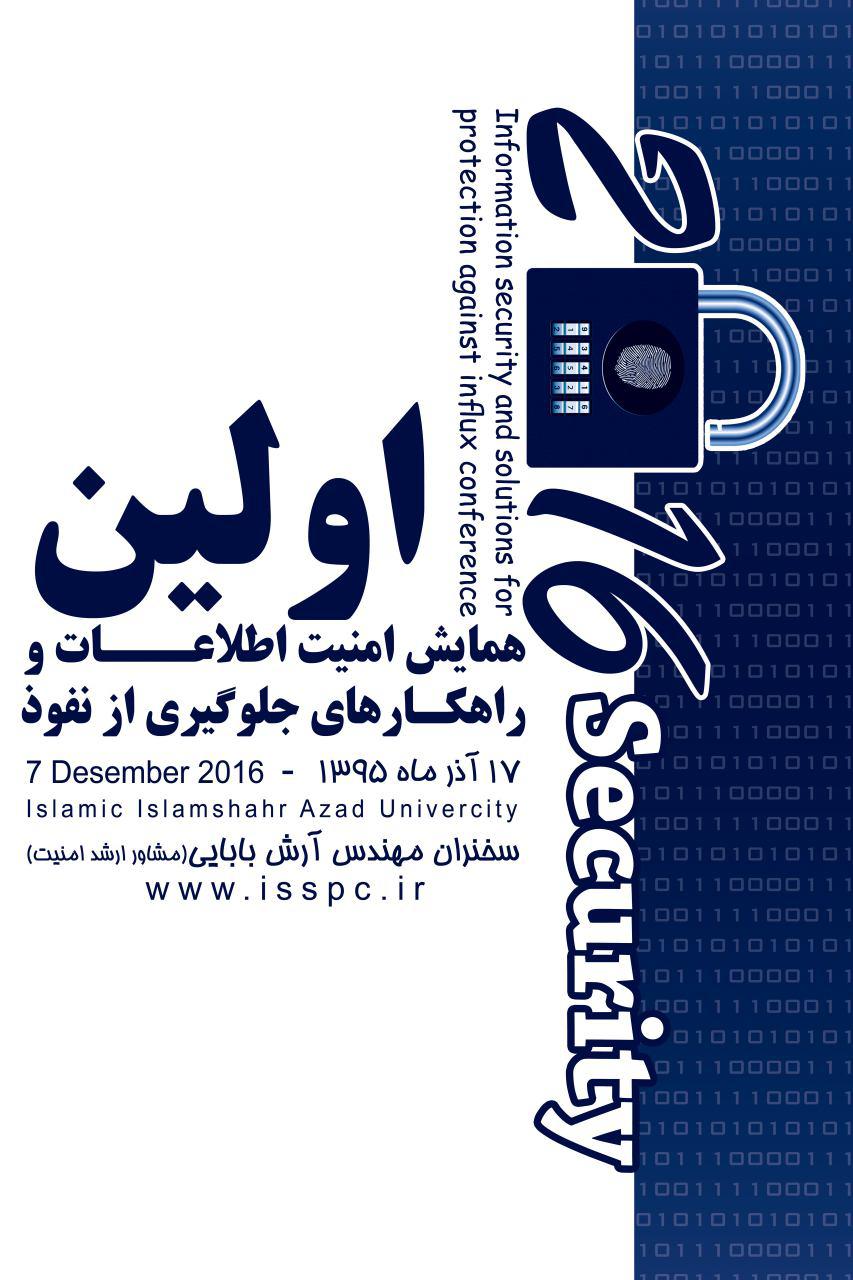 2016 Security
Information security and solutions for
protection against influx conference
اولین
همایش امنیت اطلاعات و
راهکارهای جلوگیری از نفوذ
۱۷ آذر ماه ۱۳۹۵ - 7 Desember 2016
Islamic Islamshahr Azad Univercity
سخنران مهندس آرش بابایی(مشاور ارشد امنیت)
www.isspc.ir